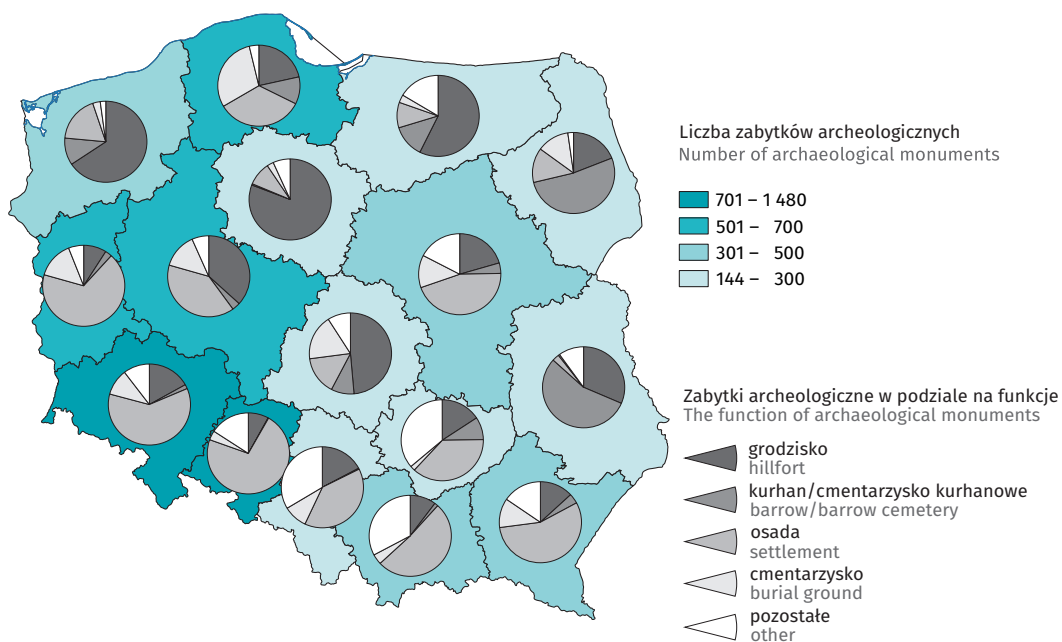 Liczba zabytków archeologicznych
Number of archaeological monuments
701 – 1 480
501 – 700
301 – 500
144 – 300
Zabytki archeologiczne w podziale na funkcje
The function of archaeological monuments
grodzisko
hillfort
kurhan/cmentarzysko kurhanowe
barrow/barrow cemetery
osada
settlement
cmentarzysko
burial ground
pozostałe
other